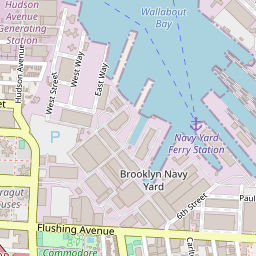 Hudson
Avenue
Generating
Station
Wallabout
Bay
Hudson Avenue
West Street
West Way
East Way
P
Navy Yard
Ferry Station
Brooklyn Navy
Yard
6th Street
Paul
Flushing Avenue
Commodore